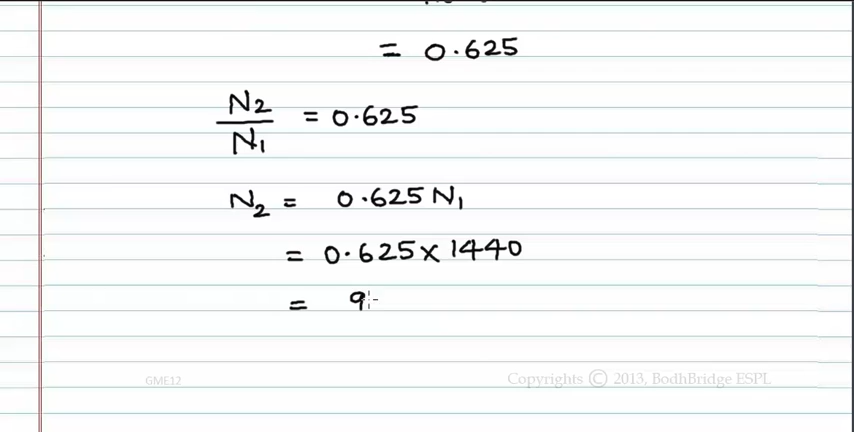 = 0.625
N2/N1 = 0.625
N2 = 0.625 N1
= 0.625 × 1440
= 9
GME12
Copyrights © 2013, BodhBridge ESPL